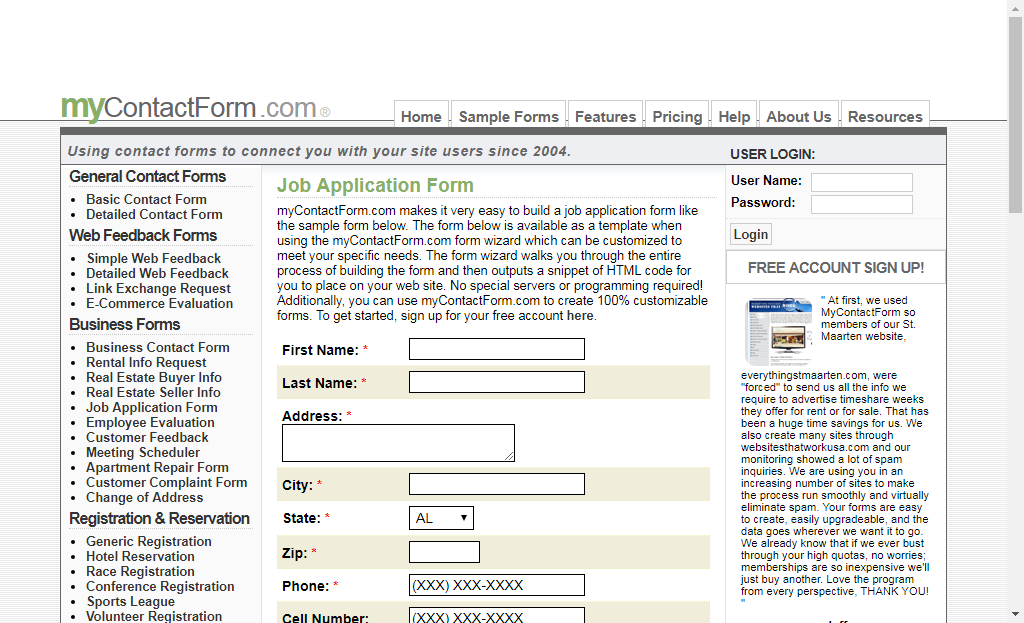 myContactForm.com®
Home
Sample Forms
Features
Pricing
Help
About Us
Resources
Using contact forms to connect you with your site users since 2004.
General Contact Forms
Basic Contact Form
Detailed Contact Form
Web Feedback Forms
Simple Web Feedback
Detailed Web Feedback
Link Exchange Request
E-Commerce Evaluation
Business Forms
Business Contact Form
Rental Info Request
Real Estate Buyer Info
Real Estate Seller Info
Job Application Form
Employee Evaluation
Customer Feedback
Meeting Scheduler
Apartment Repair Form
Customer Complaint Form
Change of Address
Registration & Reservation
Generic Registration
Hotel Reservation
Race Registration
Conference Registration
Sports League
Volunteer Registration
Job Application Form
myContactForm.com makes it very easy to build a job application form like
the sample form below. The form below is available as a template when
using the myContactForm.com form wizard which can be customized to
meet your specific needs. The form wizard walks you through the entire
process of building the form and then outputs a snippet of HTML code for
you to place on your web site. No special servers or programming required!
Additionally, you can use myContactForm.com to create 100% customizable
forms. To get started, sign up for your free account here.
First Name: *
Last Name: *
Address: *
City: *
State: * AL
Zip: *
Phone: * (XXX) XXX-XXXX
Cell Number: (XXX) XXX-XXXX
USER LOGIN:
User Name:
Password:
Login
FREE ACCOUNT SIGN UP!
" At first, we used
MyContactForm so
members of our St.
Maarten website,
everythingstmaarten.com, were
"forced" to send us all the info we
require to advertise timeshare weeks
they offer for rent or for sale. That has
been a huge time savings for us. We
also create many sites through
websitesthatworkusa.com and our
monitoring showed a lot of spam
inquiries. We are using you in an
increasing number of sites to make
the process run smoothly and virtually
eliminate spam. Your forms are easy
to create, easily upgradeable, and the
data goes wherever we want it to go.
We already know that if we ever bust
through your high quotas, no worries;
memberships are so inexpensive we'll
just buy another. Love the program
from every perspective, THANK YOU!
"